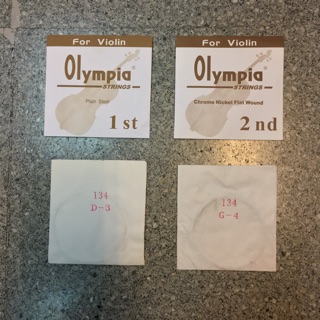 For Violin
Olympia
STRINGS
Plain Steel
1 st
For Violin
Olympia
STRINGS
Chrome Nickel Flat Wound
2 nd
134
D-3
134
G-4